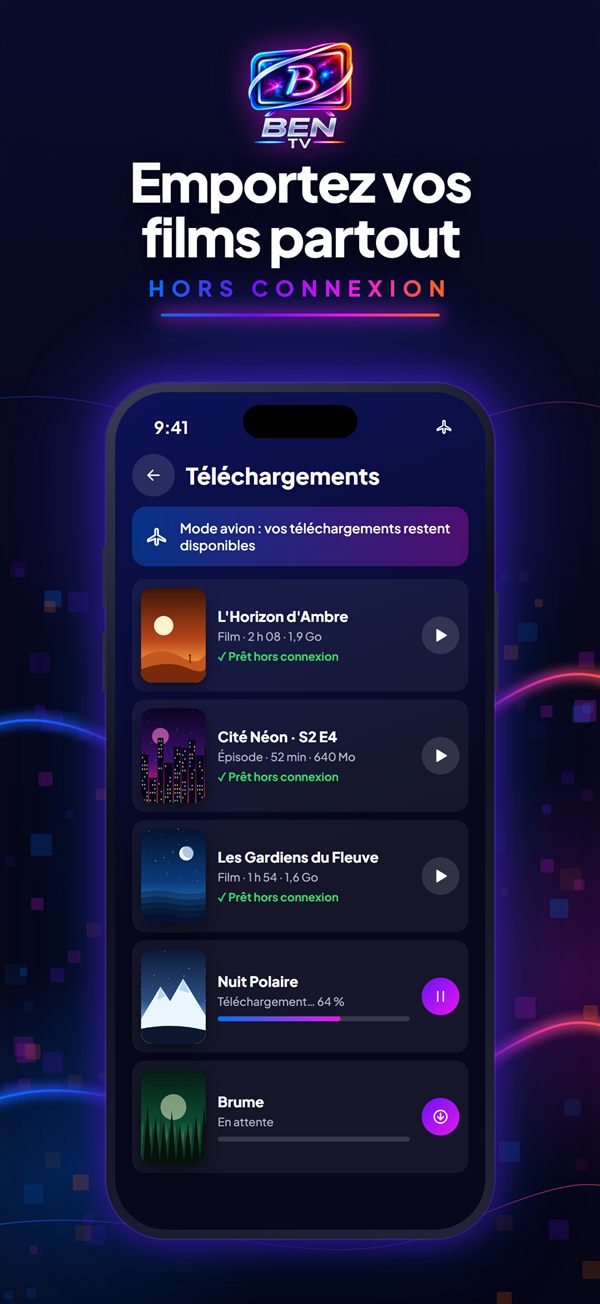 B
BEN
TV
Emportez vos
films partout
HORS CONNEXION
9:41
Téléchargements
Mode avion : vos téléchargements restent
disponibles
L'Horizon d'Ambre
Film · 2 h 08 · 1,9 Go
✓ Prêt hors connexion
Cité Néon · S2 E4
Épisode · 52 min · 640 Mo
✓ Prêt hors connexion
Les Gardiens du Fleuve
Film · 1 h 54 · 1,6 Go
✓ Prêt hors connexion
Nuit Polaire
Téléchargement… 64 %
Brume
En attente